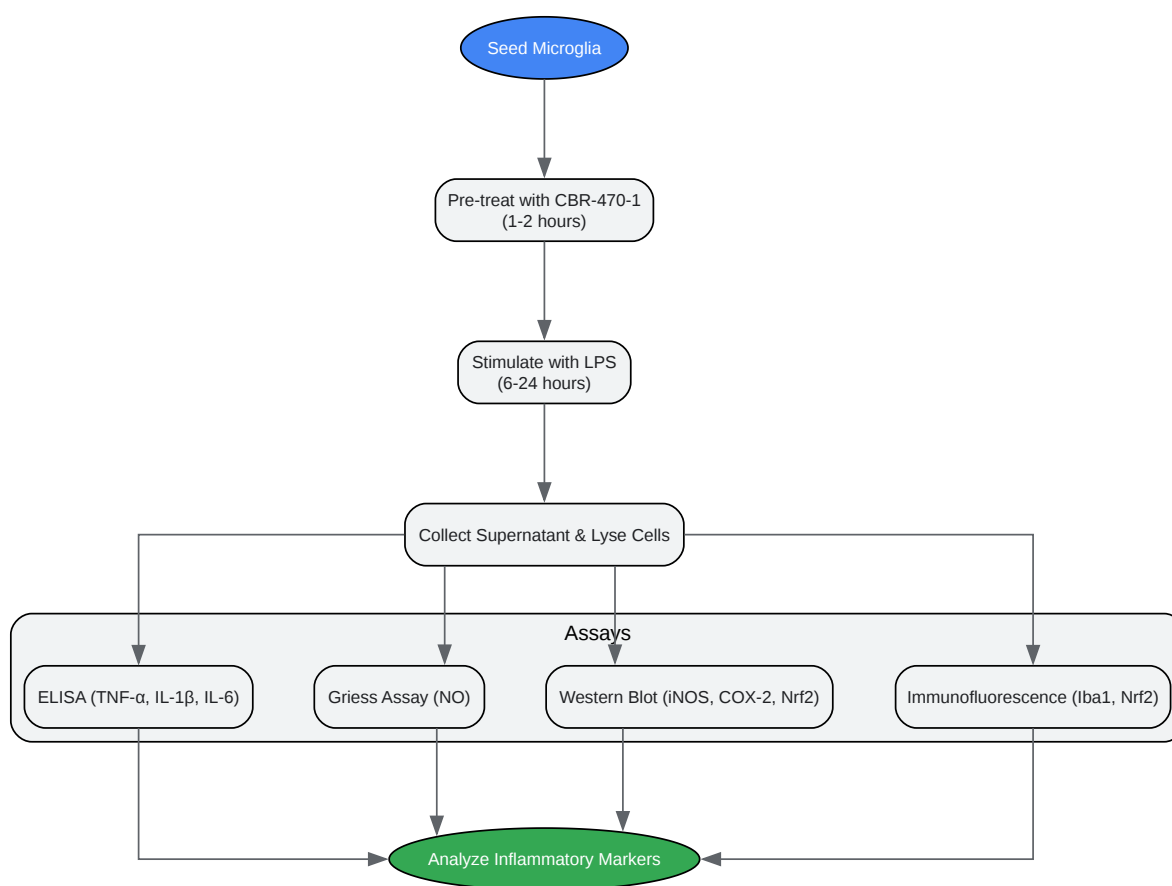 Seed Microglia
Pre-treat with CBR-470-1
(1-2 hours)
Stimulate with LPS
(6-24 hours)
Collect Supernatant & Lyse Cells
Assays
ELISA (TNF-α, IL-1β, IL-6)
Griess Assay (NO)
Western Blot (iNOS, COX-2, Nrf2)
Immunofluorescence (Iba1, Nrf2)
Analyze Inflammatory Markers